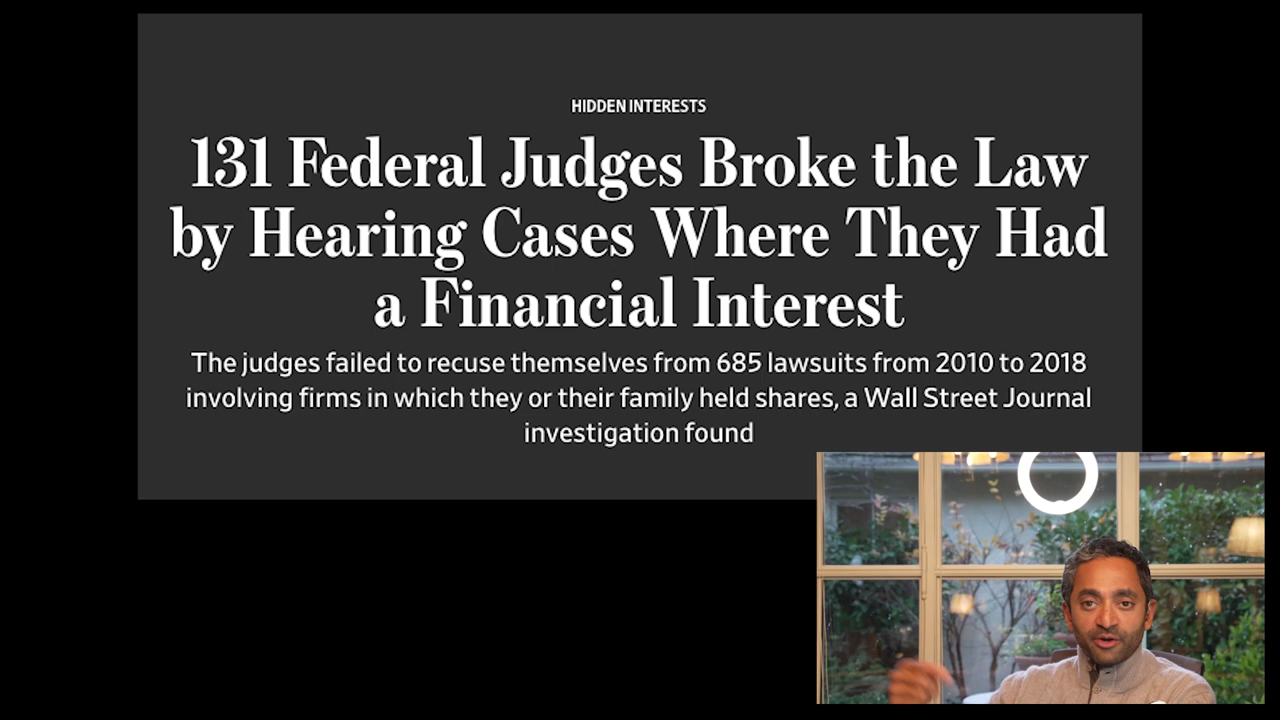 HIDDEN INTERESTS
131 Federal Judges Broke the Law
by Hearing Cases Where They Had
a Financial Interest
The judges failed to recuse themselves from 685 lawsuits from 2010 to 2018
involving firms in which they or their family held shares, a Wall Street Journal
investigation found